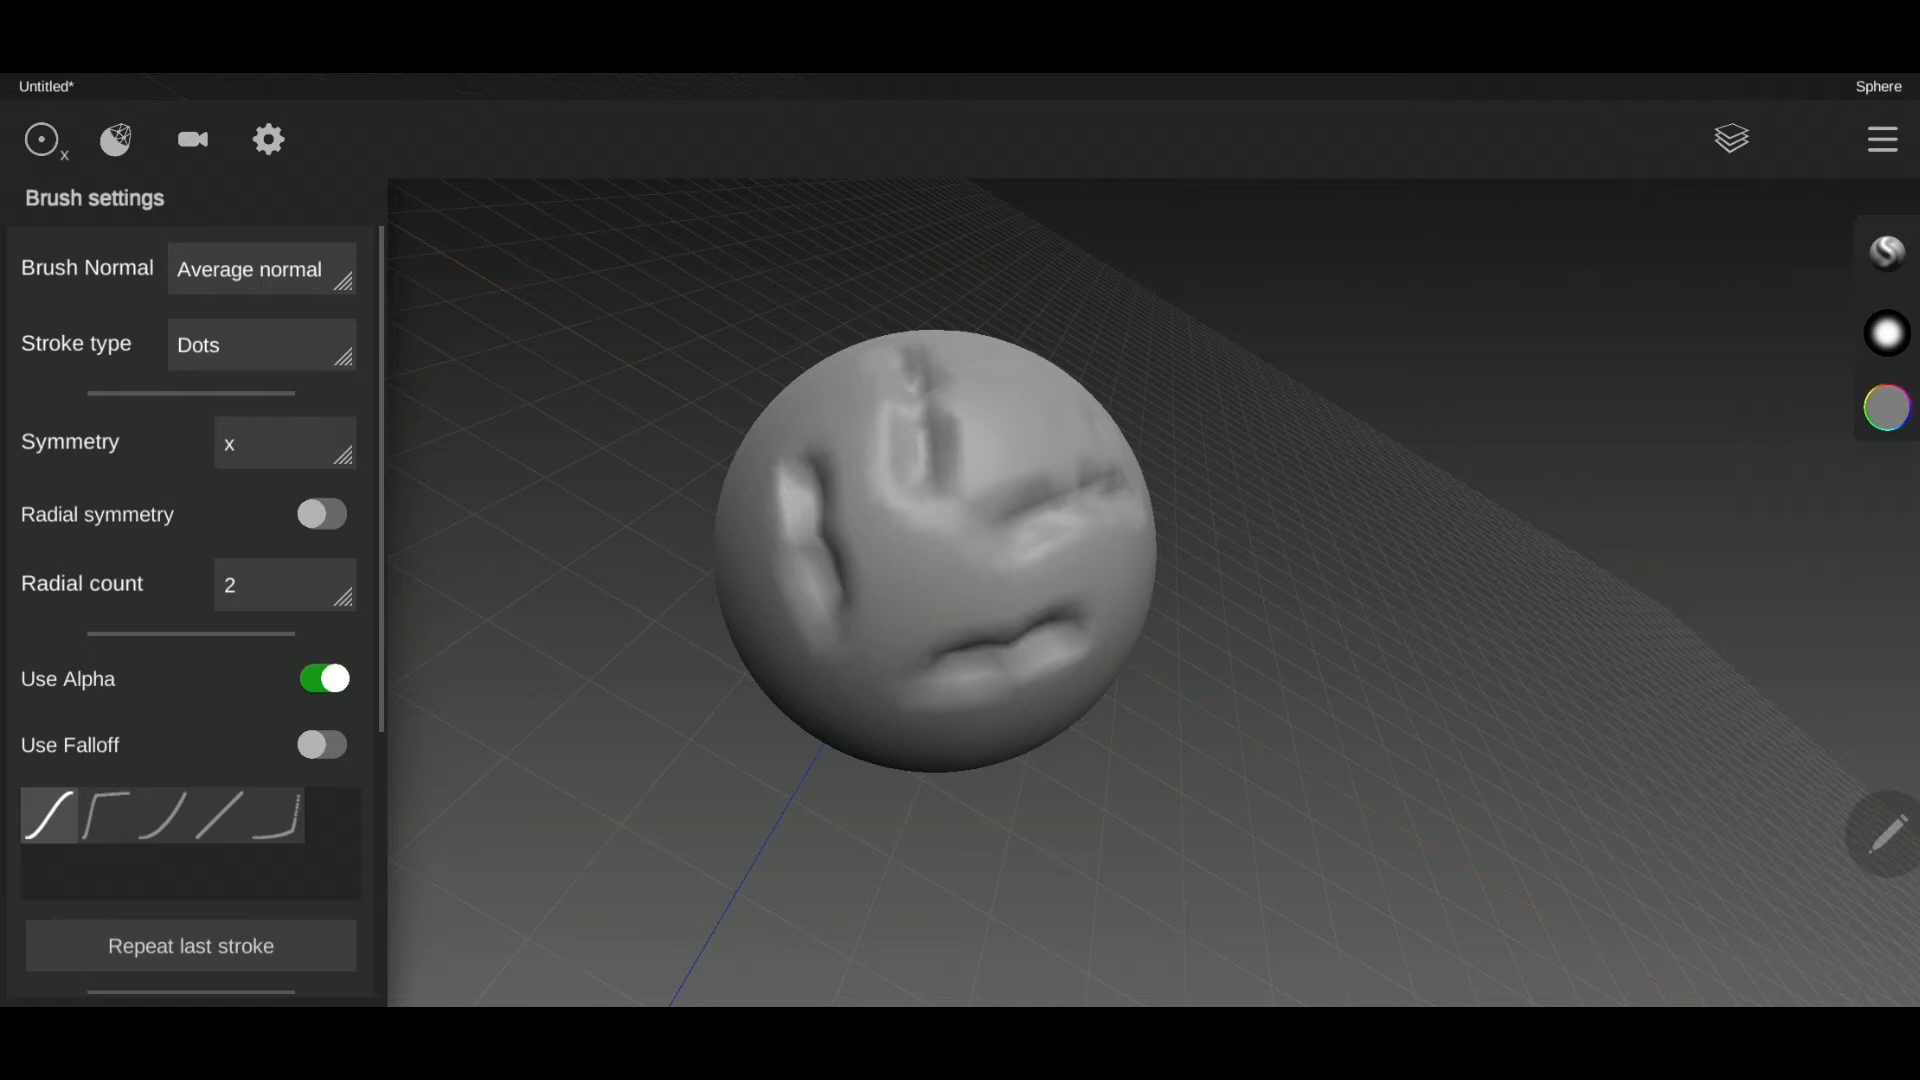 Untitled*
Sphere
x
Brush settings
Brush Normal
Average normal
Stroke type
Dots
Symmetry
x
Radial symmetry
Radial count
2
Use Alpha
Use Falloff
Repeat last stroke